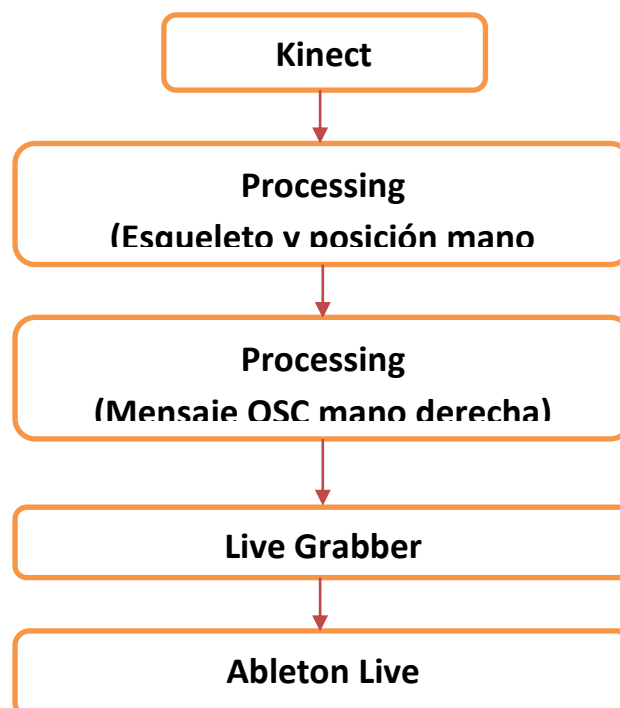 Kinect
Processing
(Esqueleto y posición mano
Processing
(Mensaje OSC mano derecha)
Live Grabber
Ableton Live